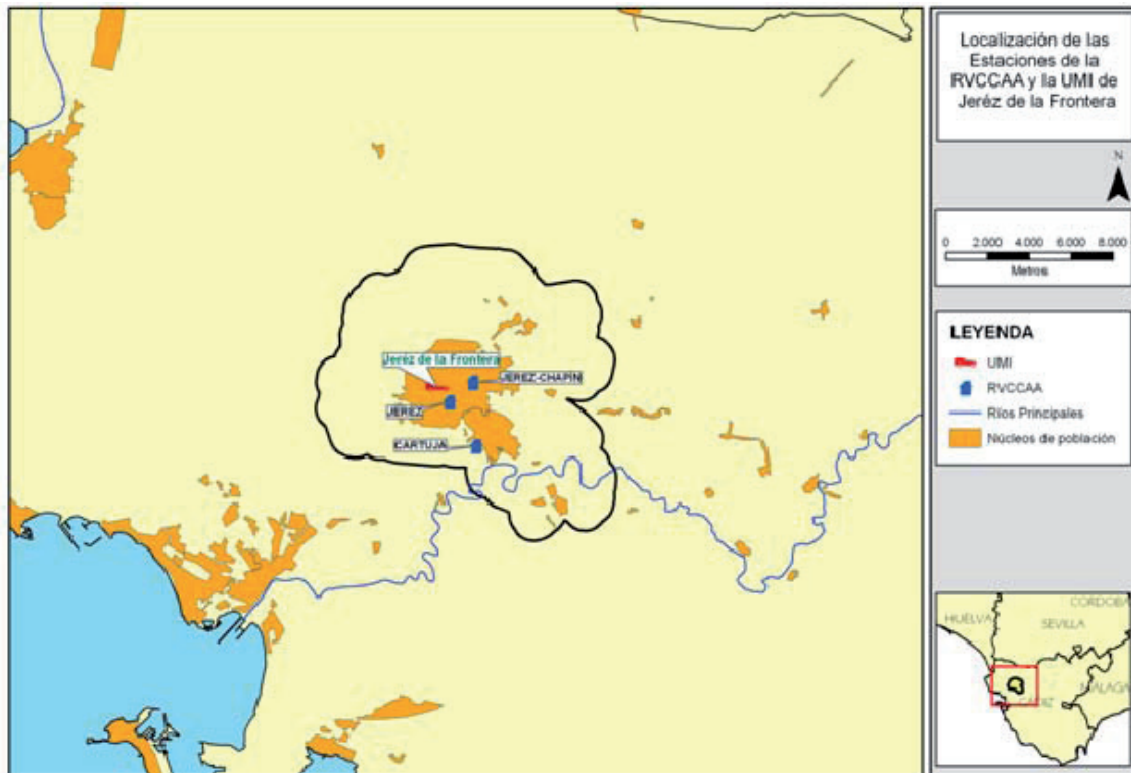 Localización de las
Estaciones de la
RVCCAA y la UMI de
Jeréz de la Frontera
N
0 2.000 4.000 6.000 8.000
Metros
LEYENDA
UMI
RVCCAA
Ríos Principales
Núcleos de población
Jeréz de la Frontera
JEREZ-CHAPIN
JEREZ
CARTUJA
CORDOBA
HUELVA
SEVILLA
MALAGA
CADIZ